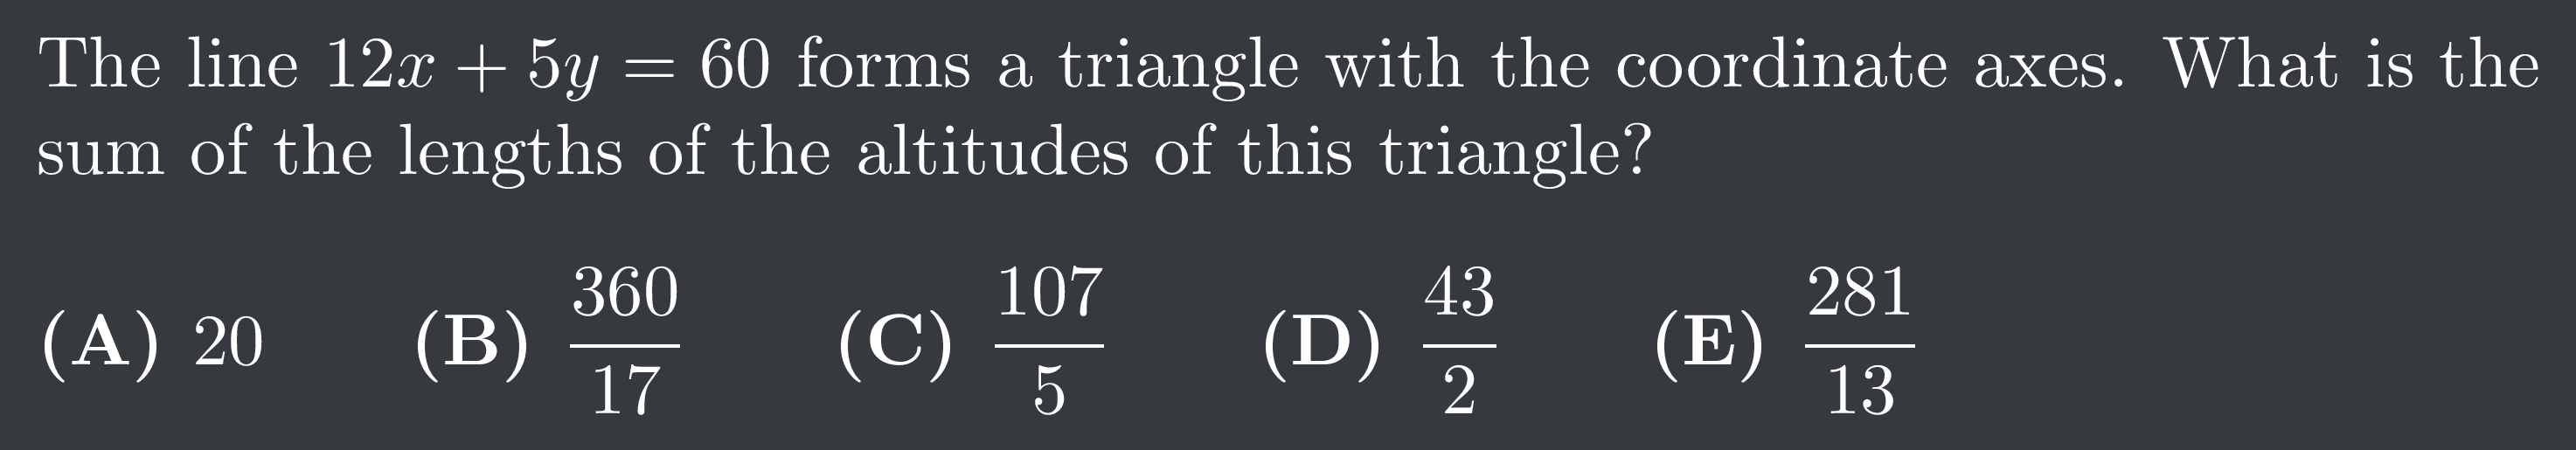 The line 12x + 5y = 60 forms a triangle with the coordinate axes. What is the
sum of the lengths of the altitudes of this triangle?
(A) 20 (B) 360/17 (C) 107/5 (D) 43/2 (E) 281/13